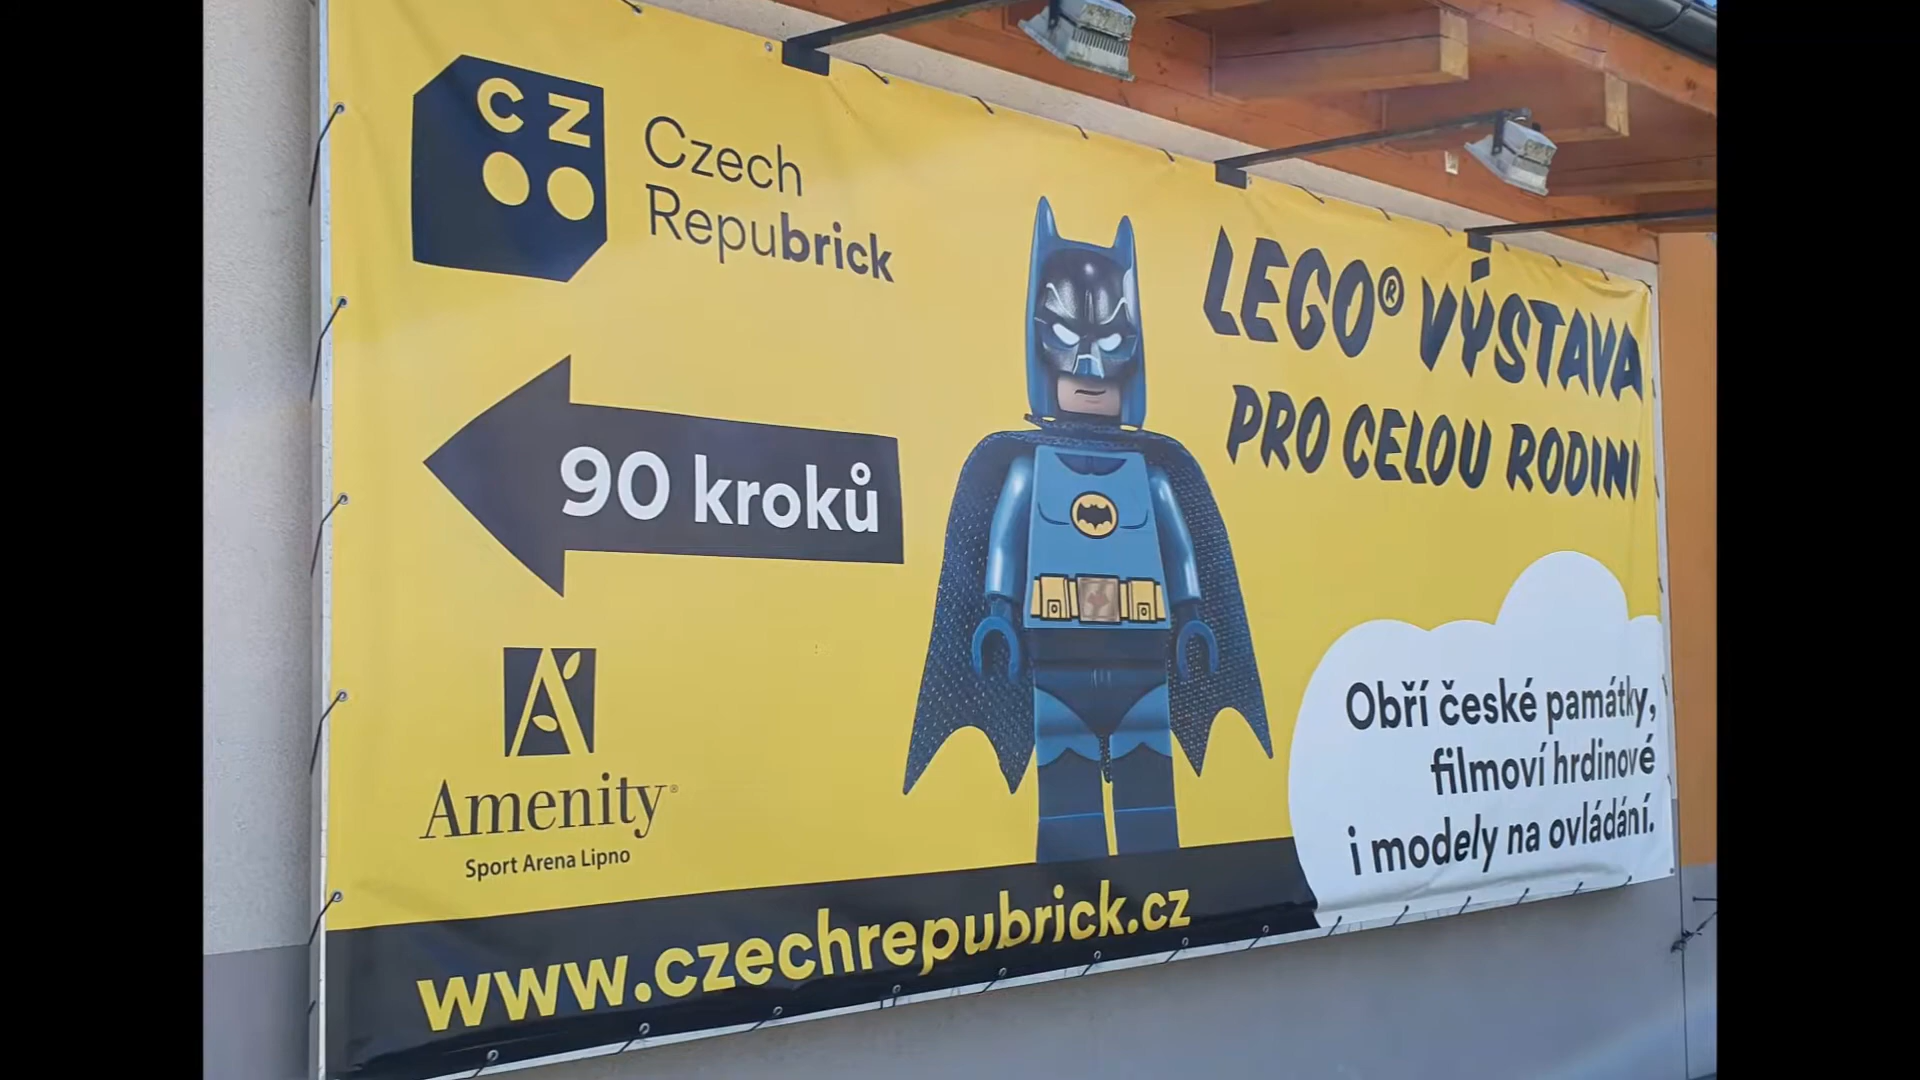 CZ
Czech
Repubrick
LEGO® VÝSTAVA
PRO CELOU RODINI
90 kroků
Amenity®
Sport Arena Lipno
Obří české památky,
filmoví hrdinové
i modely na ovládání.
www.czechrepubrick.cz